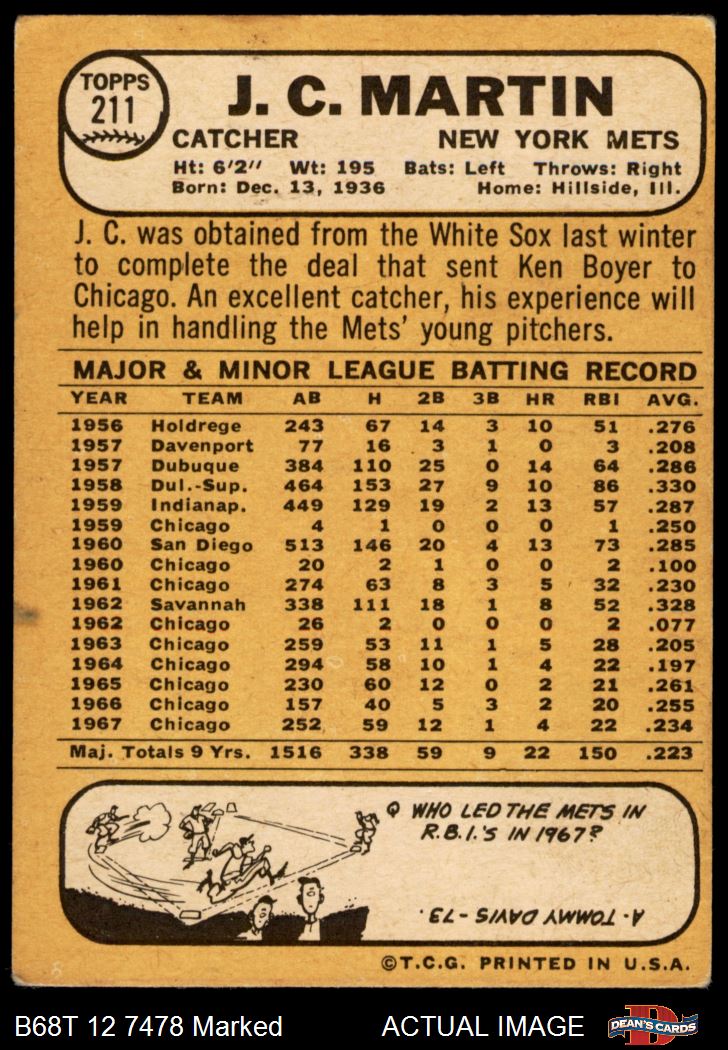 TOPPS
211
J. C. MARTIN
CATCHER NEW YORK METS
Ht: 6'2" Wt: 195 Bats: Left Throws: Right
Born: Dec. 13, 1936 Home: Hillside, Ill.
J. C. was obtained from the White Sox last winter
to complete the deal that sent Ken Boyer to
Chicago. An excellent catcher, his experience will
help in handling the Mets' young pitchers.
MAJOR & MINOR LEAGUE BATTING RECORD
YEAR TEAM AB H 2B 3B HR RBI AVG.
1956 Holdrege 243 67 14 3 10 51 .276
1957 Davenport 77 16 3 1 0 3 .208
1957 Dubuque 384 110 25 0 14 64 .286
1958 Dul.-Sup. 464 153 27 9 10 86 .330
1959 Indianap. 449 129 19 2 13 57 .287
1959 Chicago 4 1 0 0 0 1 .250
1960 San Diego 513 146 20 4 13 73 .285
1960 Chicago 20 2 1 0 0 2 .100
1961 Chicago 274 63 8 3 5 32 .230
1962 Savannah 338 111 18 1 8 52 .328
1962 Chicago 26 2 0 0 0 2 .077
1963 Chicago 259 53 11 1 5 28 .205
1964 Chicago 294 58 10 1 4 22 .197
1965 Chicago 230 60 12 0 2 21 .261
1966 Chicago 157 40 5 3 2 20 .255
1967 Chicago 252 59 12 1 4 22 .234
Maj. Totals 9 Yrs. 1516 338 59 9 22 150 .223
Q WHO LED THE METS IN
R.B.I.'S IN 1967?
A - TOMMY DAVIS - 73.
©T.C.G. PRINTED IN U.S.A.
B68T 12 7478 Marked ACTUAL IMAGE
D
DEAN'S CARDS